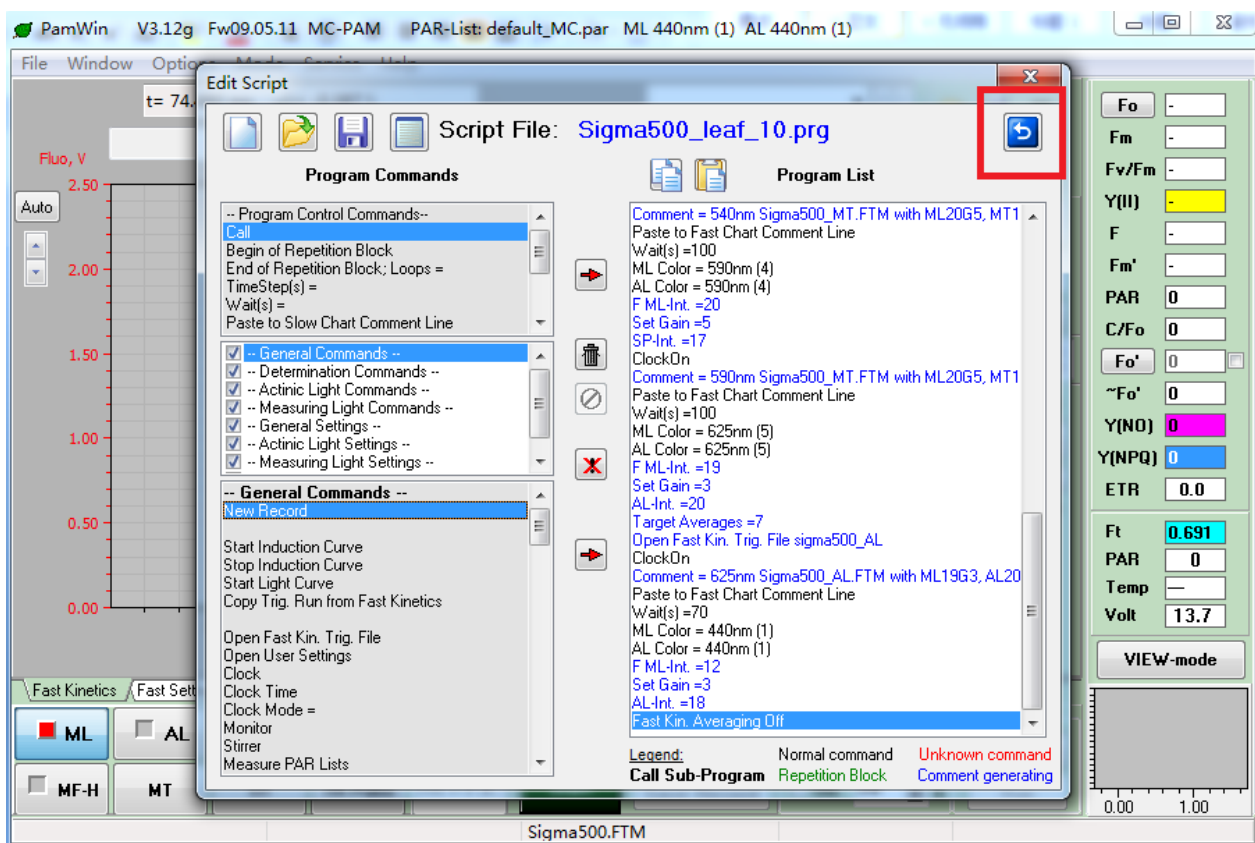 PamWin V3.12g Fw09.05.11 MC-PAM PAR-List: default_MC.par ML 440nm (1) AL 440nm (1)
File Window Options Mode Service Help
Edit Script
t= 74.
Script File: Sigma500_leaf_10.prg
Fluo, V
Auto
2.50
2.00
1.50
1.00
0.50
0.00
Program Commands
-- Program Control Commands--
Call
Begin of Repetition Block
End of Repetition Block; Loops =
TimeStep(s) =
Wait(s) =
Paste to Slow Chart Comment Line
-- General Commands --
-- Determination Commands --
-- Actinic Light Commands --
-- Measuring Light Commands --
-- General Settings --
-- Actinic Light Settings --
-- Measuring Light Settings --
-- General Commands --
New Record
Start Induction Curve
Stop Induction Curve
Start Light Curve
Copy Trig. Run from Fast Kinetics
Open Fast Kin. Trig. File
Open User Settings
Clock
Clock Time
Clock Mode =
Monitor
Stirrer
Measure PAR Lists
Program List
Comment = 540nm Sigma500_MT.FTM with ML20G5, MT1
Paste to Fast Chart Comment Line
Wait(s) =100
ML Color = 590nm (4)
AL Color = 590nm (4)
F ML-Int. =20
Set Gain =5
SP-Int. =17
ClockOn
Comment = 590nm Sigma500_MT.FTM with ML20G5, MT1
Paste to Fast Chart Comment Line
Wait(s) =100
ML Color = 625nm (5)
AL Color = 625nm (5)
F ML-Int. =19
Set Gain =3
AL-Int. =20
Target Averages =7
Open Fast Kin. Trig. File sigma500_AL
ClockOn
Comment = 625nm Sigma500_AL.FTM with ML19G3, AL20
Paste to Fast Chart Comment Line
Wait(s) =70
ML Color = 440nm (1)
AL Color = 440nm (1)
F ML-Int. =12
Set Gain =3
AL-Int. =18
Fast Kin. Averaging Off
Legend: Normal command Unknown command
Call Sub-Program Repetition Block Comment generating
Fo -
Fm -
Fv/Fm -
Y(II) -
F -
Fm' -
PAR 0
C/Fo 0
Fo' 0
~Fo' 0
Y(NO) 0
Y(NPQ) 0
ETR 0.0
Ft 0.691
PAR 0
Temp —
Volt 13.7
VIEW-mode
0.00 1.00
Fast Kinetics Fast Sett
ML AL
MF-H MT
Sigma500.FTM